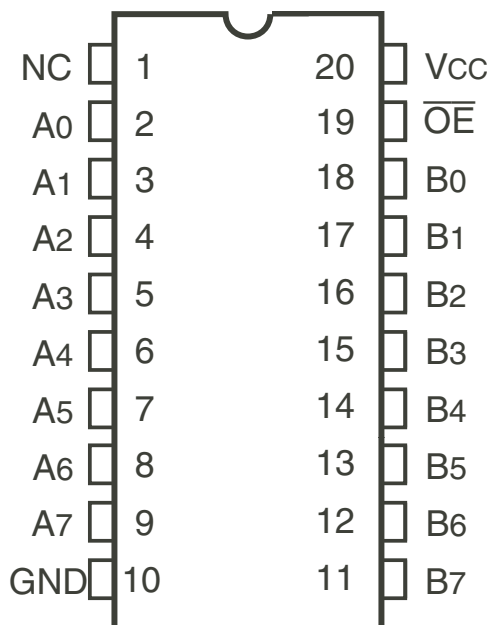 NC 1 20 VCC
A0 2 19 O̅E̅
A1 3 18 B0
A2 4 17 B1
A3 5 16 B2
A4 6 15 B3
A5 7 14 B4
A6 8 13 B5
A7 9 12 B6
GND 10 11 B7